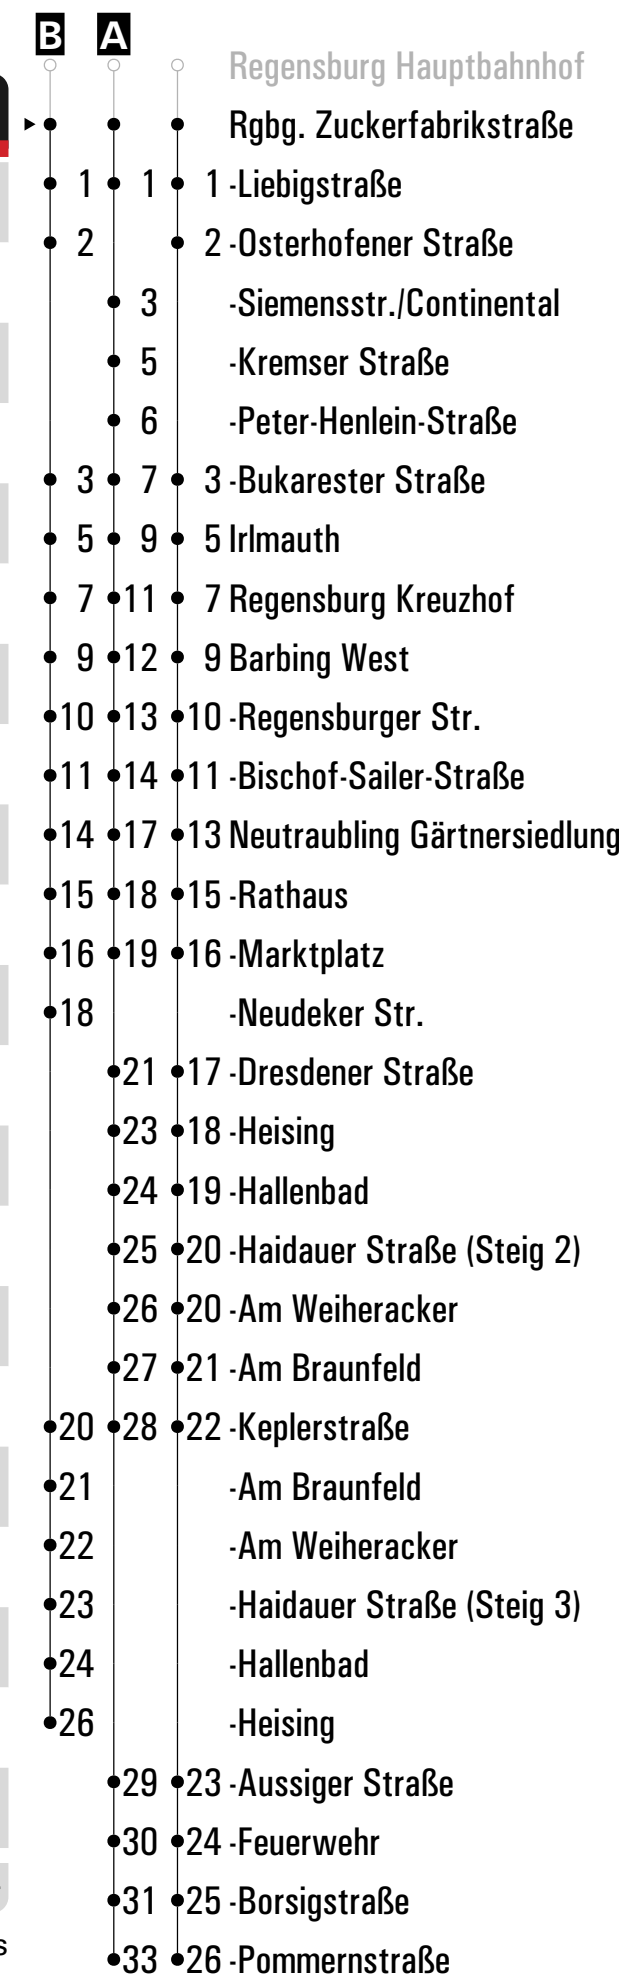 B A
Regensburg Hauptbahnhof
Rgbg. Zuckerfabrikstraße
1 1 1 -Liebigstraße
2 2 -Osterhofener Straße
3 -Siemensstr./Continental
5 -Kremser Straße
6 -Peter-Henlein-Straße
3 7 3 -Bukarester Straße
5 9 5 Irlmauth
7 11 7 Regensburg Kreuzhof
9 12 9 Barbing West
10 13 10 -Regensburger Str.
11 14 11 -Bischof-Sailer-Straße
14 17 13 Neutraubling Gärtnersiedlung
15 18 15 -Rathaus
16 19 16 -Marktplatz
18 -Neudeker Str.
21 17 -Dresdener Straße
23 18 -Heising
24 19 -Hallenbad
25 20 -Haidauer Straße (Steig 2)
26 20 -Am Weiheracker
27 21 -Am Braunfeld
20 28 22 -Keplerstraße
21 -Am Braunfeld
22 -Am Weiheracker
23 -Haidauer Straße (Steig 3)
24 -Hallenbad
26 -Heising
29 23 -Aussiger Straße
30 24 -Feuerwehr
31 25 -Borsigstraße
s
33 26 -Pommernstraße